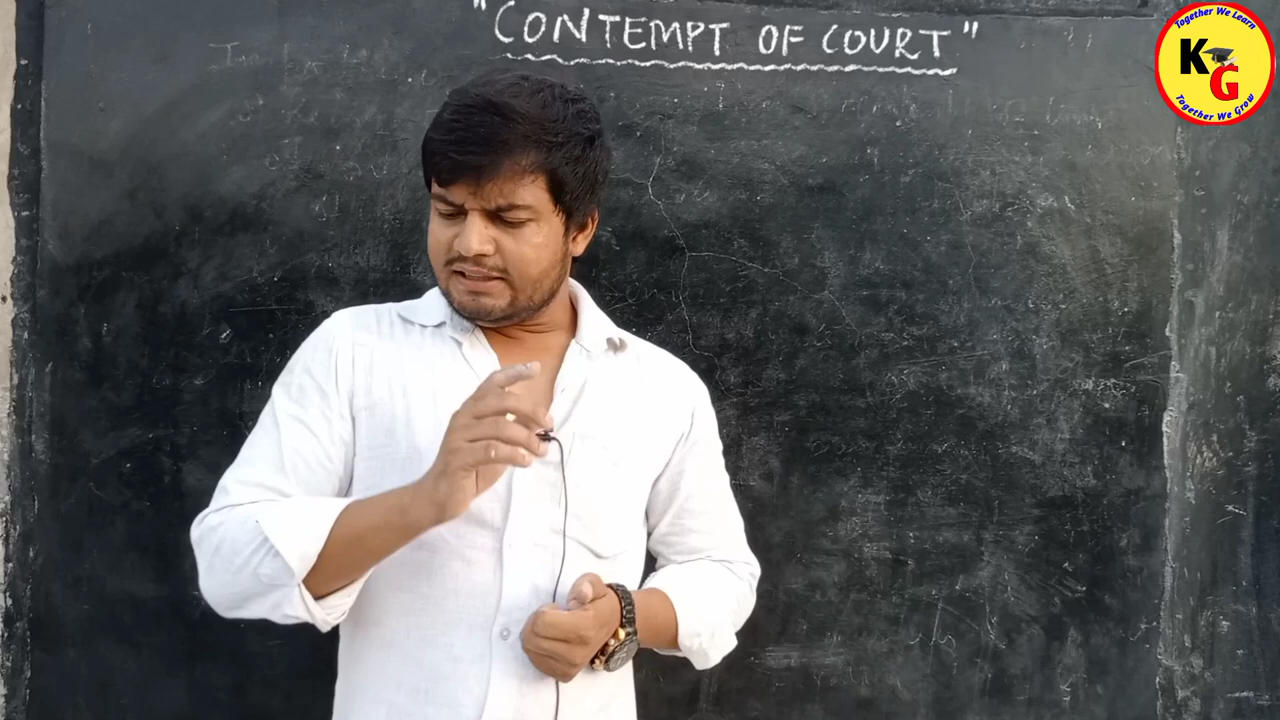 "CONTEMPT OF COURT"
Together We Learn
KG
Together We Grow